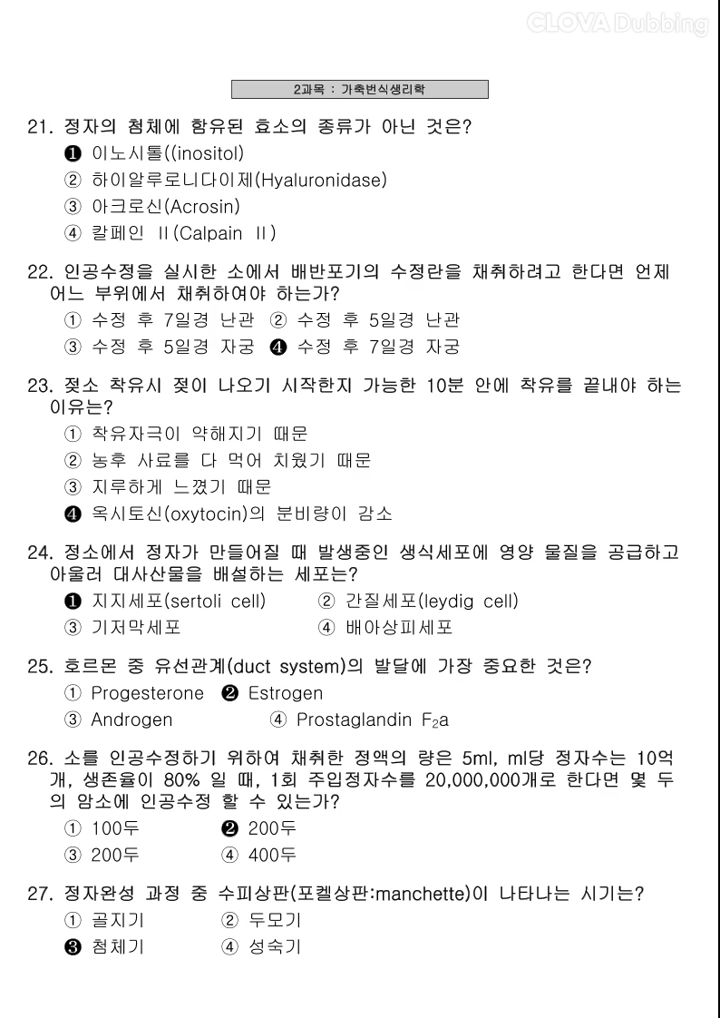 CLOVA Dubbing
2과목 : 가축번식생리학
21. 정자의 첨체에 함유된 효소의 종류가 아닌 것은?
❶ 이노시톨((inositol)
② 하이알루로니다이제(Hyaluronidase)
③ 아크로신(Acrosin)
④ 칼페인 Ⅱ(Calpain Ⅱ)
22. 인공수정을 실시한 소에서 배반포기의 수정란을 채취하려고 한다면 언제
어느 부위에서 채취하여야 하는가?
① 수정 후 7일경 난관 ② 수정 후 5일경 난관
③ 수정 후 5일경 자궁 ❹ 수정 후 7일경 자궁
23. 젖소 착유시 젖이 나오기 시작한지 가능한 10분 안에 착유를 끝내야 하는
이유는?
① 착유자극이 약해지기 때문
② 농후 사료를 다 먹어 치웠기 때문
③ 지루하게 느꼈기 때문
❹ 옥시토신(oxytocin)의 분비량이 감소
24. 정소에서 정자가 만들어질 때 발생중인 생식세포에 영양 물질을 공급하고
아울러 대사산물을 배설하는 세포는?
❶ 지지세포(sertoli cell) ② 간질세포(leydig cell)
③ 기저막세포 ④ 배아상피세포
25. 호르몬 중 유선관계(duct system)의 발달에 가장 중요한 것은?
① Progesterone ❷ Estrogen
③ Androgen ④ Prostaglandin F₂a
26. 소를 인공수정하기 위하여 채취한 정액의 량은 5ml, ml당 정자수는 10억
개, 생존율이 80% 일 때, 1회 주입정자수를 20,000,000개로 한다면 몇 두
의 암소에 인공수정 할 수 있는가?
① 100두 ❷ 200두
③ 200두 ④ 400두
27. 정자완성 과정 중 수피상판(포켈상판:manchette)이 나타나는 시기는?
① 골지기 ② 두모기
❸ 첨체기 ④ 성숙기